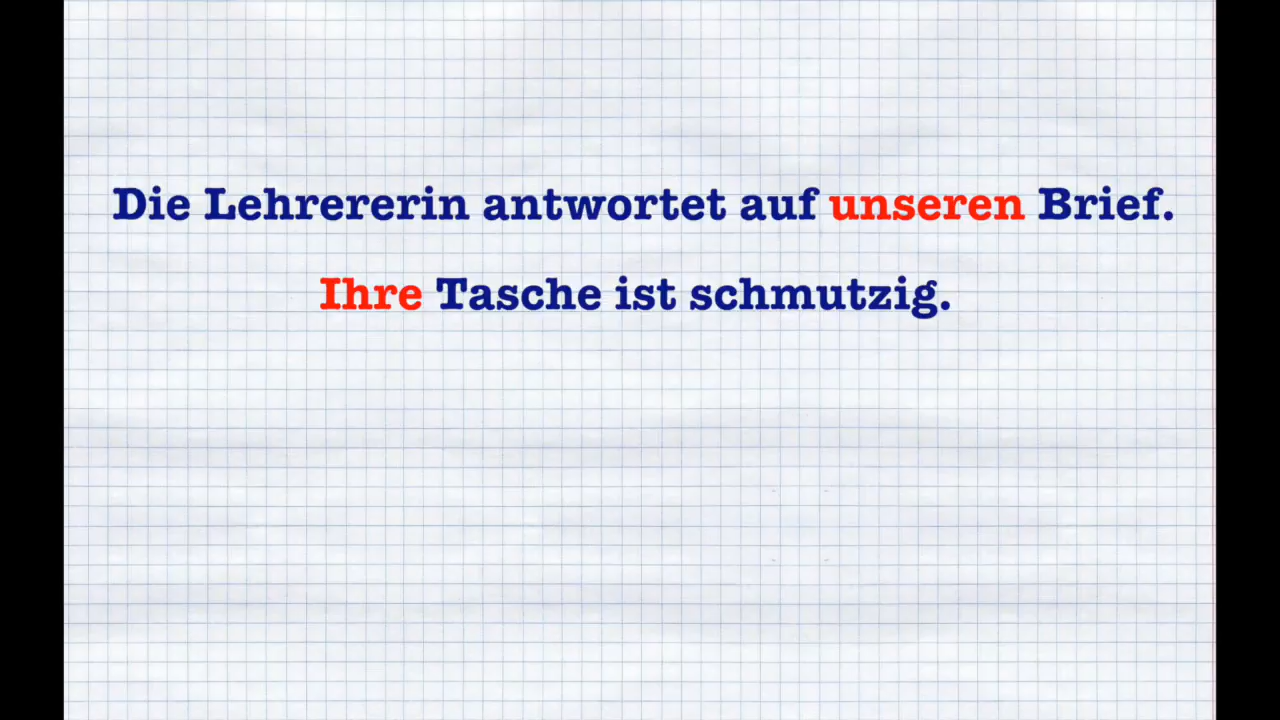 Die Lehrererin antwortet auf unseren Brief.
Ihre Tasche ist schmutzig.